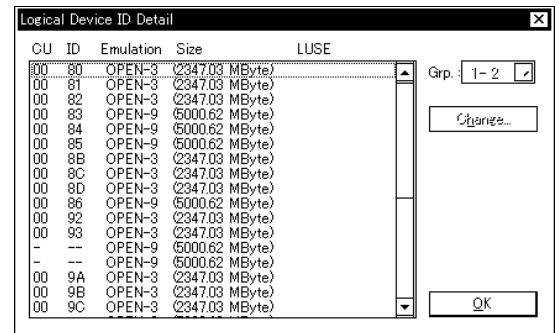 Logical Device ID Detail
CU ID Emulation Size LUSE
00 80 OPEN-3 (2347.03 MByte)
00 81 OPEN-3 (2347.03 MByte)
00 82 OPEN-3 (2347.03 MByte)
00 83 OPEN-9 (5000.62 MByte)
00 84 OPEN-9 (5000.62 MByte)
00 85 OPEN-9 (5000.62 MByte)
00 8B OPEN-3 (2347.03 MByte)
00 8C OPEN-3 (2347.03 MByte)
00 8D OPEN-3 (2347.03 MByte)
00 86 OPEN-9 (5000.62 MByte)
00 92 OPEN-3 (2347.03 MByte)
00 93 OPEN-3 (2347.03 MByte)
- -- OPEN-9 (5000.62 MByte)
- -- OPEN-9 (5000.62 MByte)
00 9A OPEN-3 (2347.03 MByte)
00 9B OPEN-3 (2347.03 MByte)
00 9C OPEN-3 (2347.03 MByte)
Grp. : 1- 2
Change...
OK